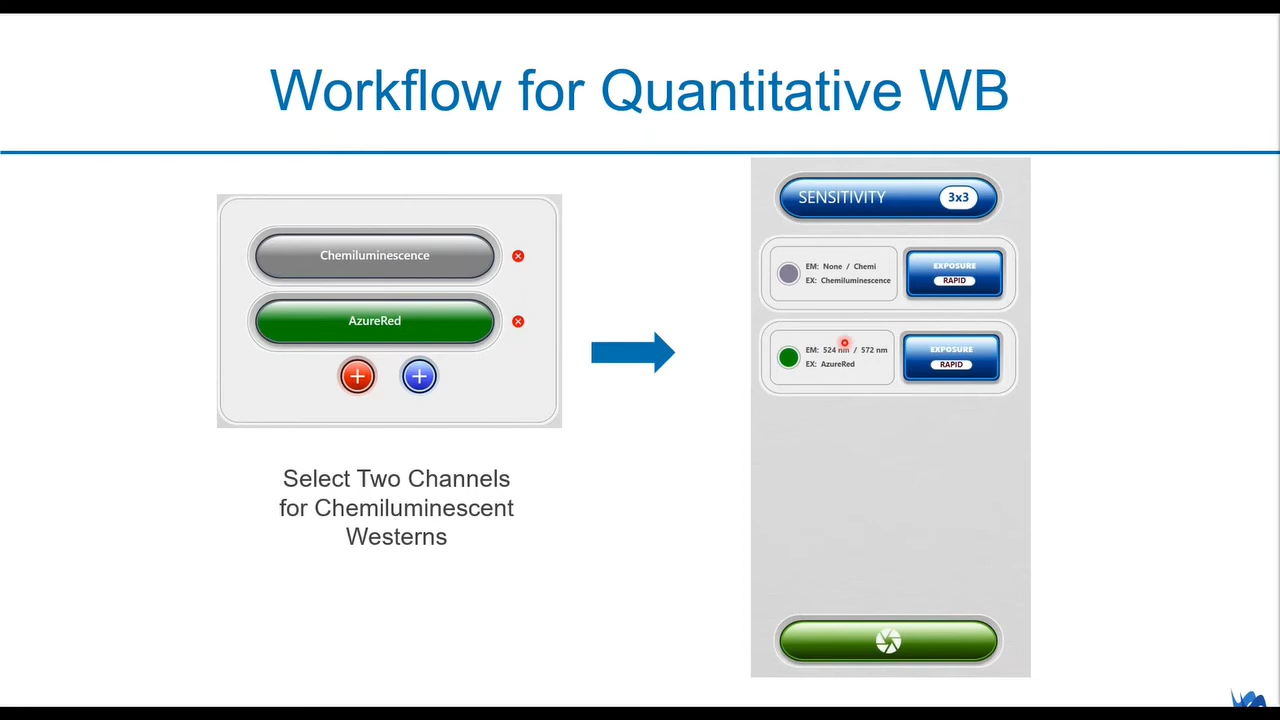 Workflow for Quantitative WB
Chemiluminescence
AzureRed
Select Two Channels
for Chemiluminescent
Westerns
SENSITIVITY 3x3
EM: None / Chemi
EX: Chemiluminescence
EXPOSURE
RAPID
EM: 524 nm / 572 nm
EX: AzureRed
EXPOSURE
RAPID